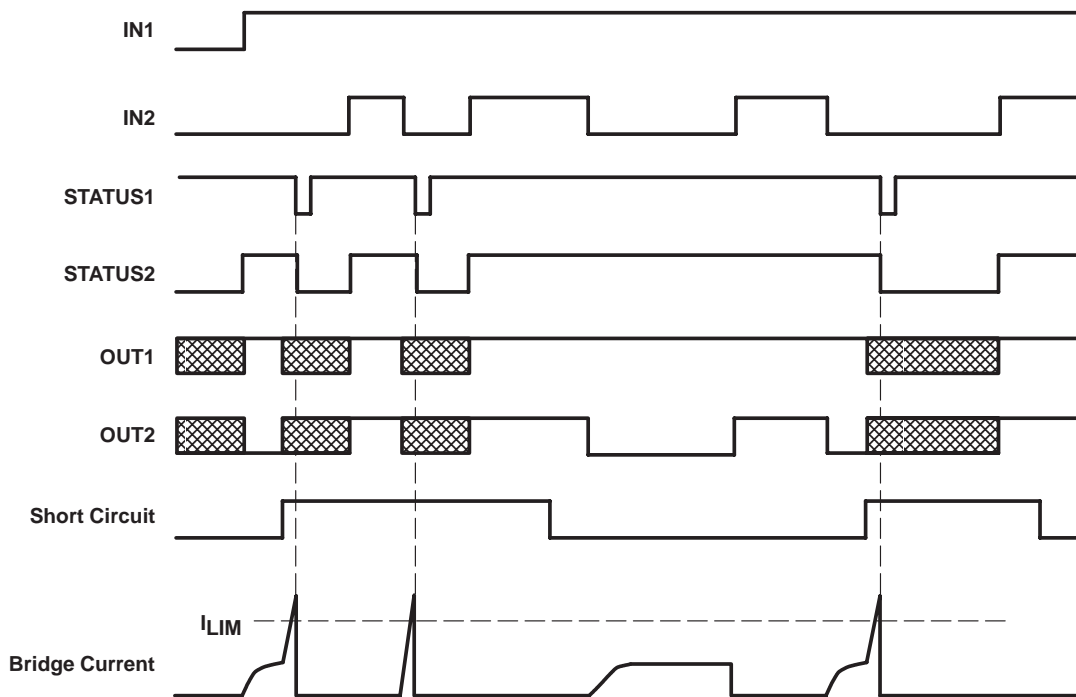 IN1
IN2
STATUS1
STATUS2
OUT1
OUT2
Short Circuit
ILIM
Bridge Current